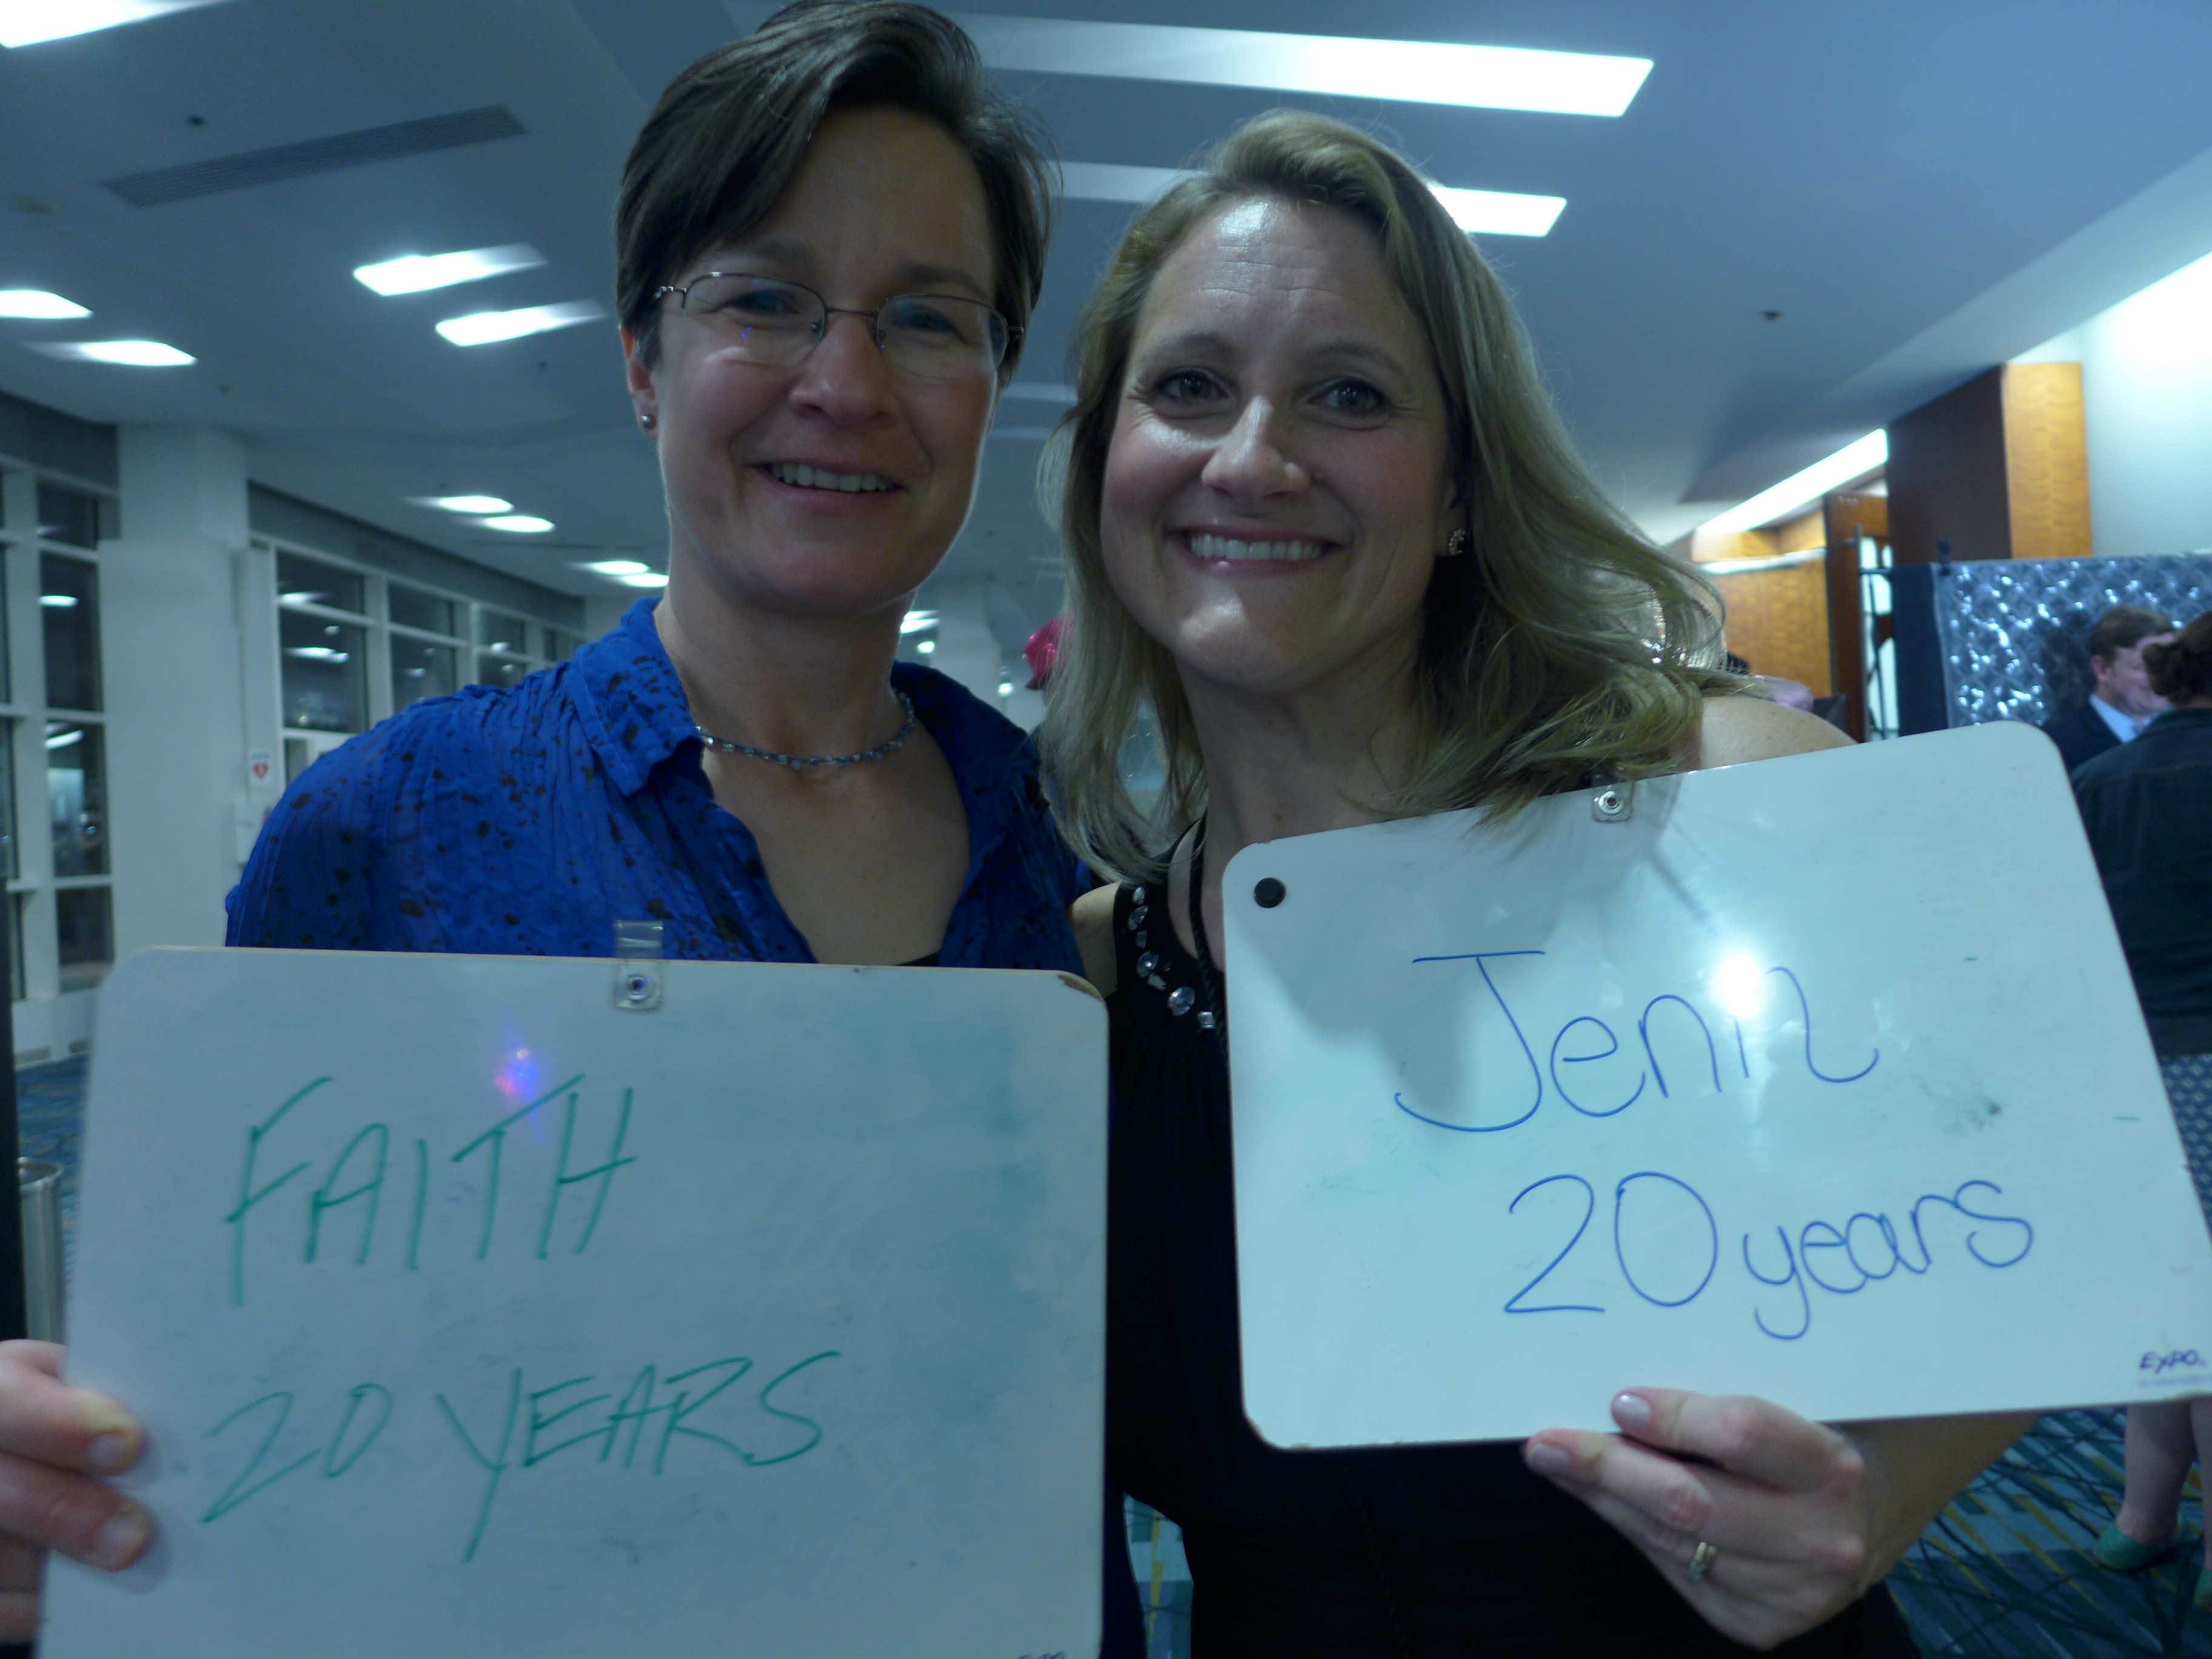 FAITH
20 YEARS
Jenn
20 years
EXPO